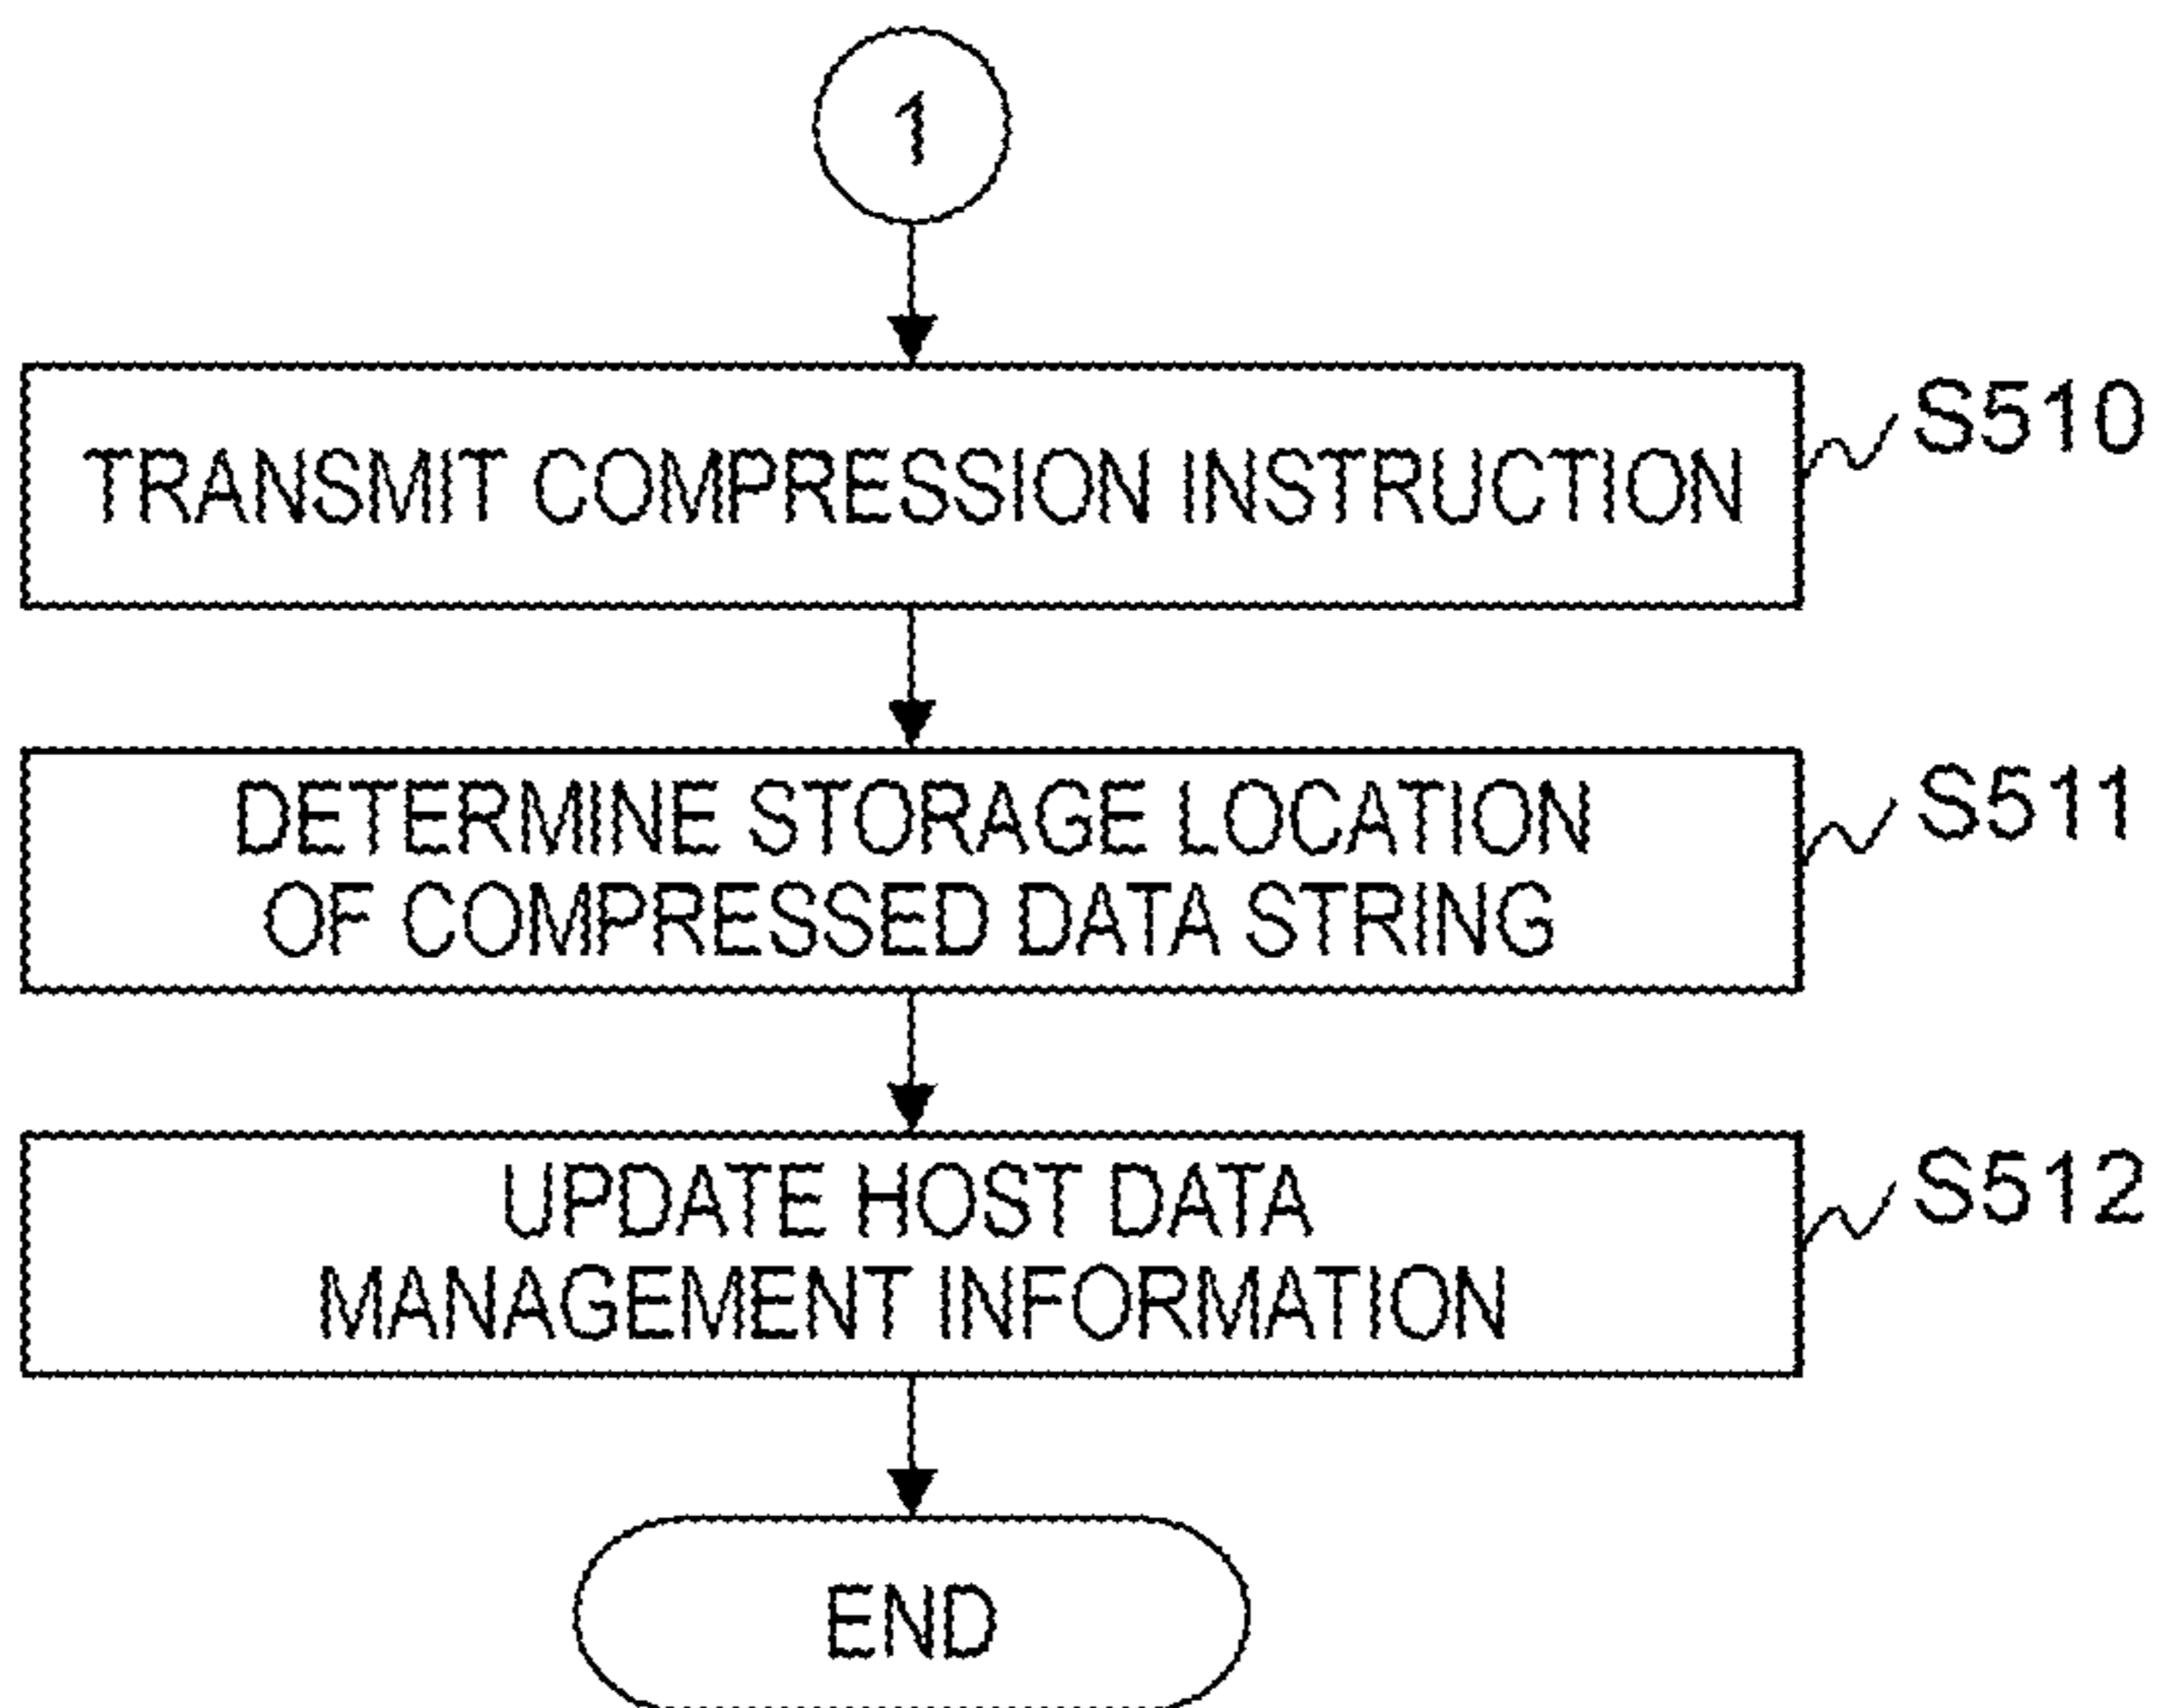 1
TRANSMIT COMPRESSION INSTRUCTION
S510
DETERMINE STORAGE LOCATION
OF COMPRESSED DATA STRING
S511
UPDATE HOST DATA
MANAGEMENT INFORMATION
S512
END